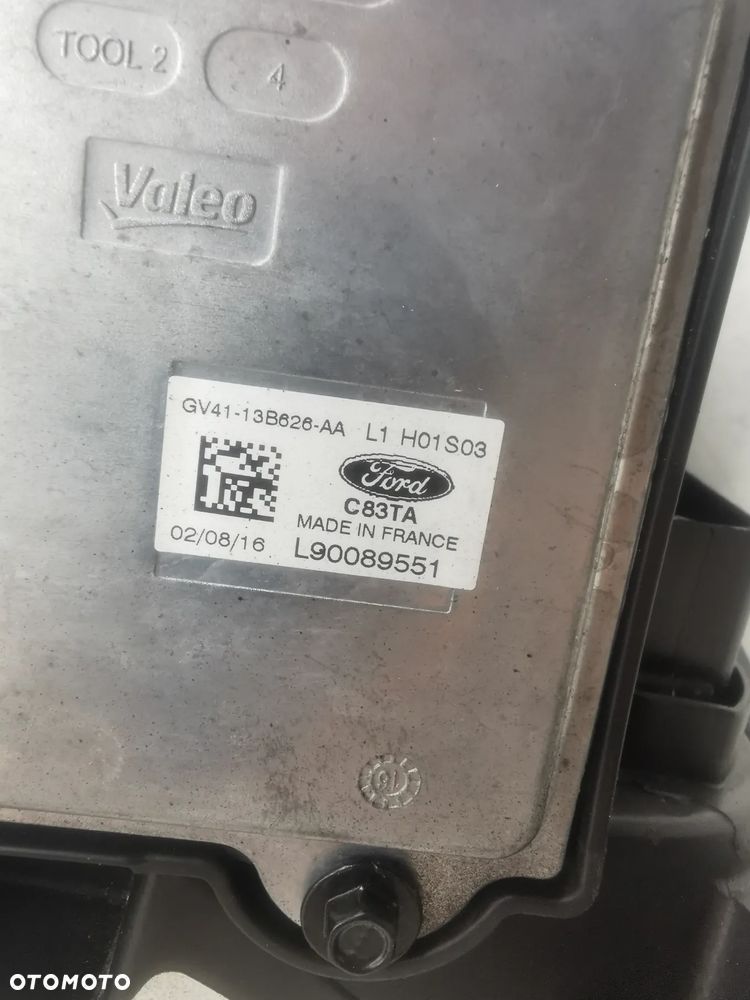 TOOL 2
4
Valeo
GV41-13B626-AA L1 H01S03
Ford
C83TA
MADE IN FRANCE
02/08/16 L90089551
16
OTOMOTO